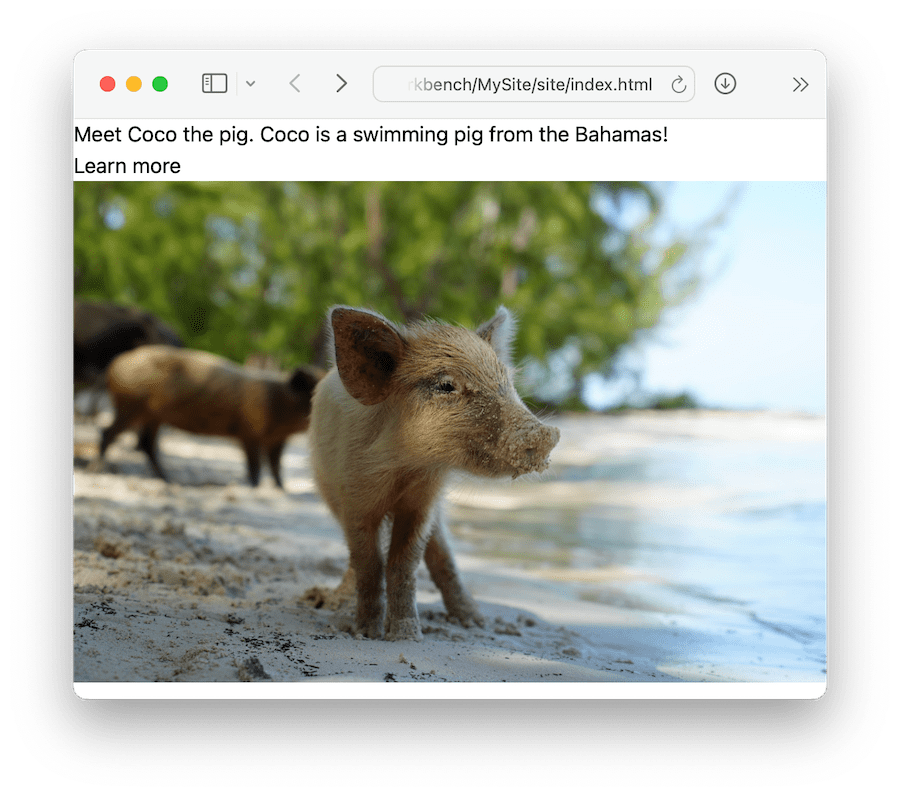 rkbench/MySite/site/index.html
Meet Coco the pig. Coco is a swimming pig from the Bahamas!
Learn more